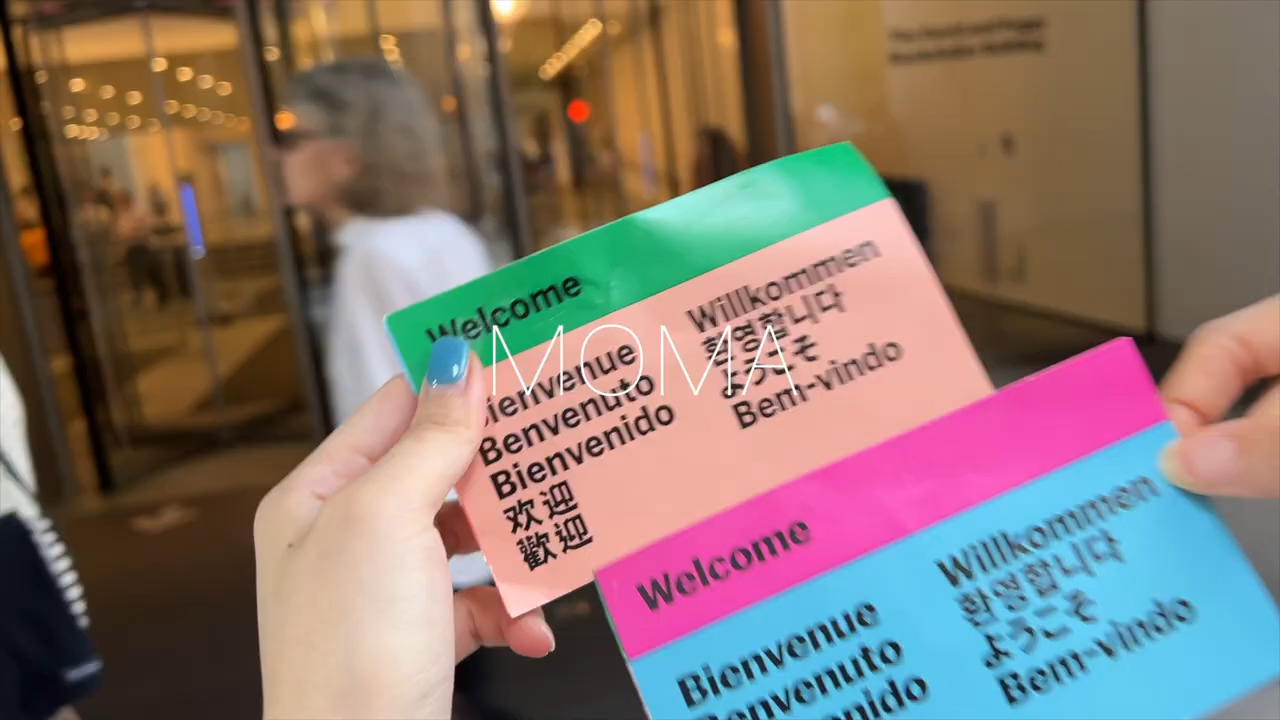 Welcome
Bienvenue
Benvenuto
Bienvenido
欢迎
歡迎
Willkommen
환영합니다
ようこそ
Bem-vindo
MOMA
Welcome
Bienvenue
Benvenuto
Willkommen
환영합니다
ようこそ
Bem-vindo